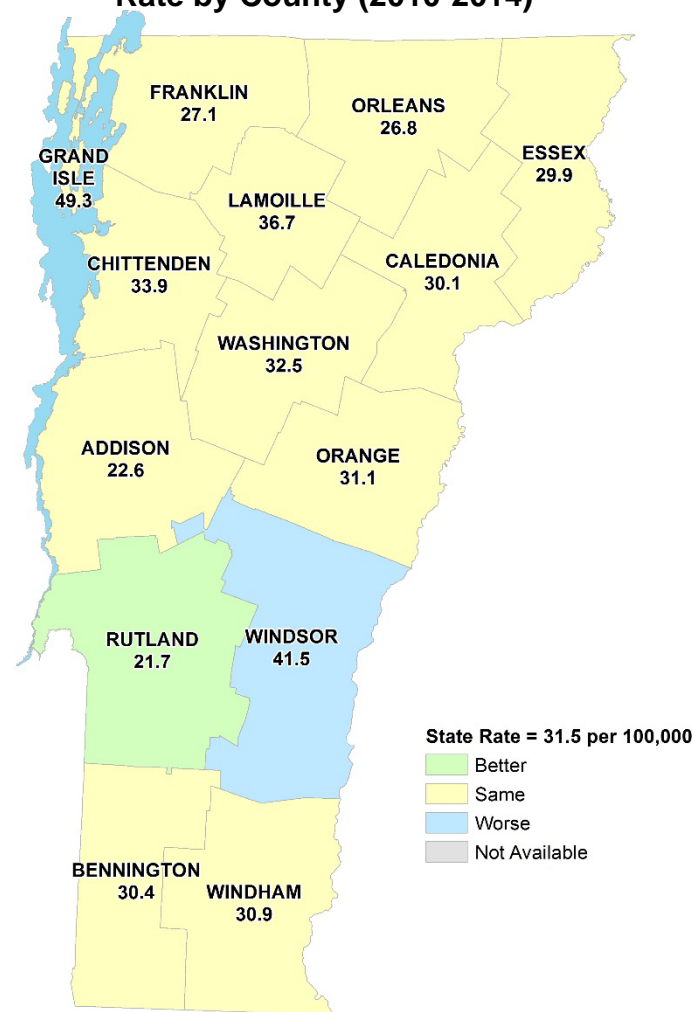 Rate by County (2010-2014)
FRANKLIN
27.1
ORLEANS
26.8
ESSEX
29.9
GRAND
ISLE
49.3
LAMOILLE
36.7
CHITTENDEN
33.9
CALEDONIA
30.1
WASHINGTON
32.5
ADDISON
22.6
ORANGE
31.1
RUTLAND
21.7
WINDSOR
41.5
State Rate = 31.5 per 100,000
Better
Same
Worse
Not Available
BENNINGTON
30.4
WINDHAM
30.9